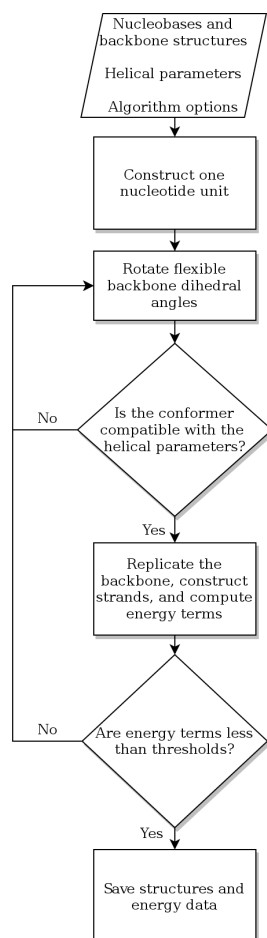 Nucleobases and
backbone structures
Helical parameters
Algorithm options
Construct one
nucleotide unit
Rotate flexible
backbone dihedral
angles
Is the conformer
compatible with the
helical parameters?
No
Yes
Replicate the
backbone, construct
strands, and compute
energy terms
Are energy terms less
than thresholds?
No
Yes
Save structures and
energy data